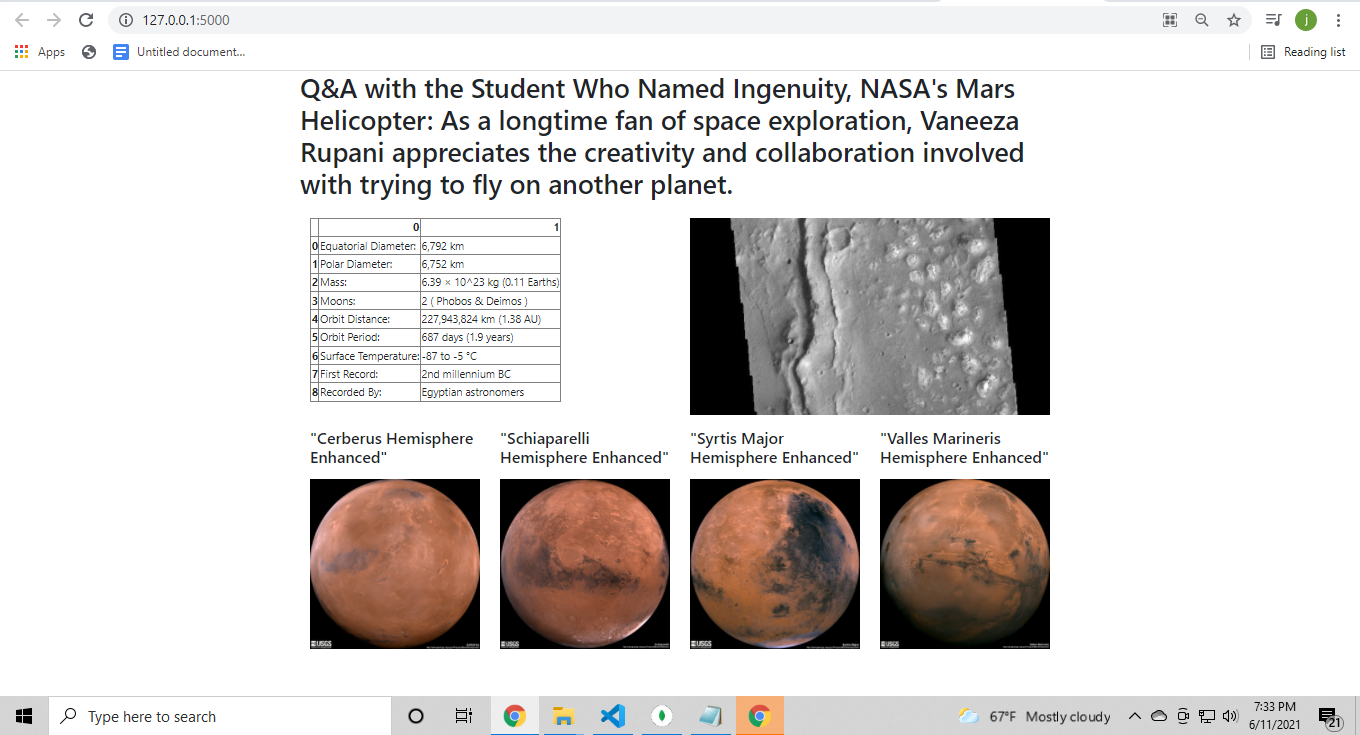 127.0.0.1:5000
j
Apps
Untitled document...
Reading list
Q&A with the Student Who Named Ingenuity, NASA's Mars
Helicopter: As a longtime fan of space exploration, Vaneeza
Rupani appreciates the creativity and collaboration involved
with trying to fly on another planet.
0 1
0 Equatorial Diameter: 6,792 km
1 Polar Diameter: 6,752 km
2 Mass: 6.39 × 10^23 kg (0.11 Earths)
3 Moons: 2 ( Phobos & Deimos )
4 Orbit Distance: 227,943,824 km (1.38 AU)
5 Orbit Period: 687 days (1.9 years)
6 Surface Temperature: -87 to -5 °C
7 First Record: 2nd millennium BC
8 Recorded By: Egyptian astronomers
"Cerberus Hemisphere
Enhanced"
"Schiaparelli
Hemisphere Enhanced"
"Syrtis Major
Hemisphere Enhanced"
"Valles Marineris
Hemisphere Enhanced"
USGS
USGS
USGS
USGS
Type here to search
67°F Mostly cloudy
7:33 PM
6/11/2021
21